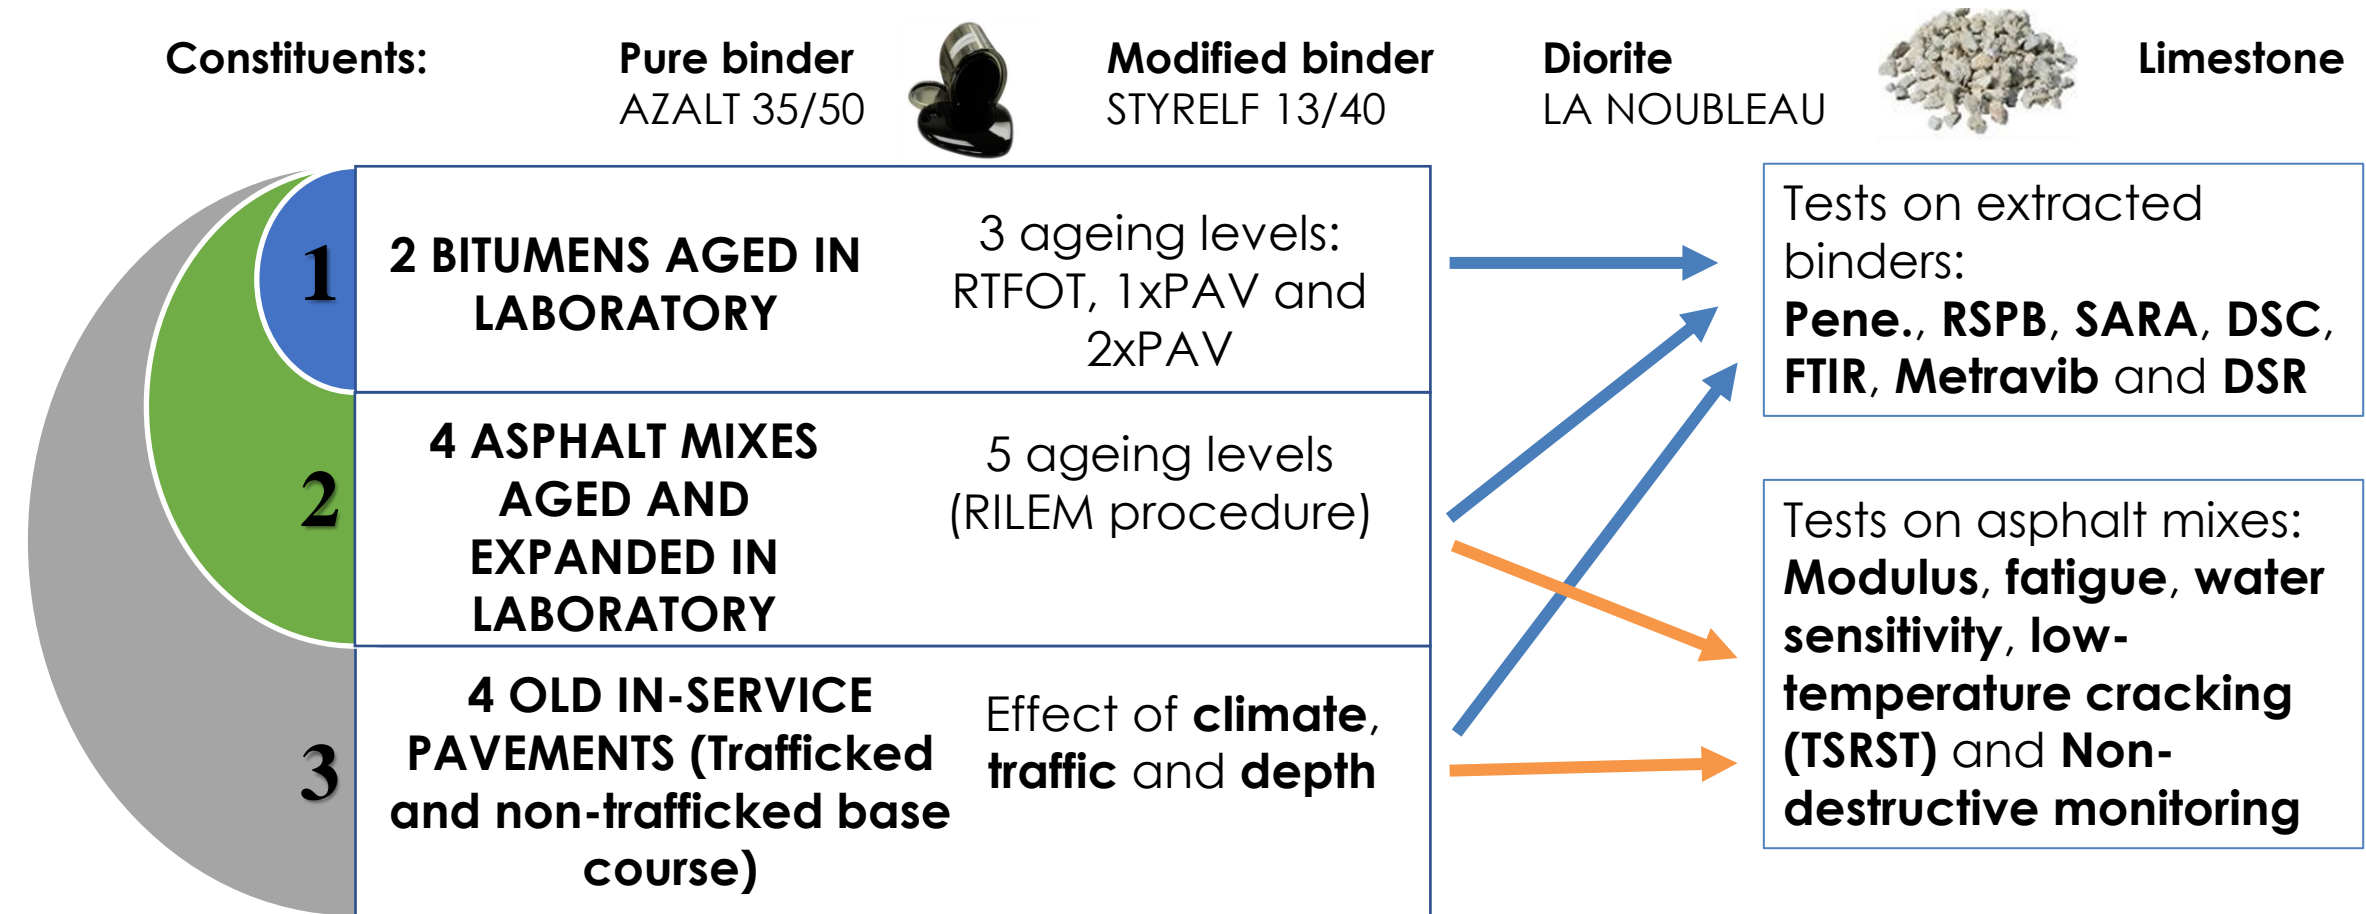 Constituents:
Pure binder
AZALT 35/50
Modified binder
STYRELF 13/40
Diorite
LA NOUBLEAU
Limestone
1
2 BITUMENS AGED IN
LABORATORY
3 ageing levels:
RTFOT, 1xPAV and
2xPAV
2
4 ASPHALT MIXES
AGED AND
EXPANDED IN
LABORATORY
5 ageing levels
(RILEM procedure)
3
4 OLD IN-SERVICE
PAVEMENTS (Trafficked
and non-trafficked base
course)
Effect of climate,
traffic and depth
Tests on extracted
binders:
Pene., RSPB, SARA, DSC,
FTIR, Metravib and DSR
Tests on asphalt mixes:
Modulus, fatigue, water
sensitivity, low-
temperature cracking
(TSRST) and Non-
destructive monitoring